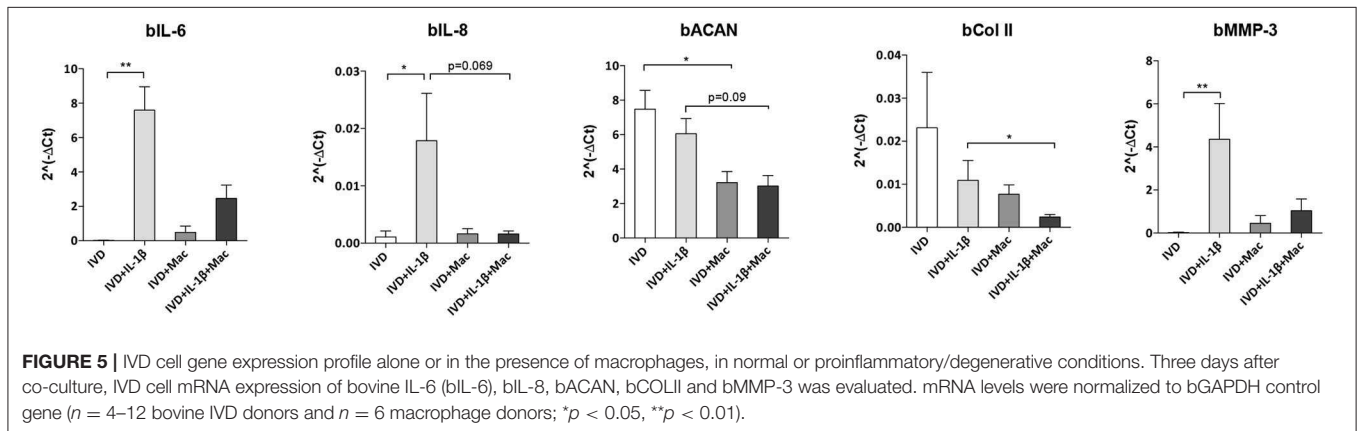 bIL-6
bIL-8
bACAN
bCol II
bMMP-3
2^(-ΔCt)
10
8
6
4
2
0
**
IVD
IVD+IL-1β
IVD+Mac
IVD+IL-1β+Mac
2^(-ΔCt)
0.03
0.02
0.01
0.00
*
p=0.069
IVD
IVD+IL-1β
IVD+Mac
IVD+IL-1β+Mac
2^(-ΔCt)
10
8
6
4
2
0
*
p=0.09
IVD
IVD+IL-1β
IVD+Mac
IVD+IL-1β+Mac
2^(-ΔCt)
0.04
0.03
0.02
0.01
0.00
*
IVD
IVD+IL-1β
IVD+Mac
IVD+IL-1β+Mac
2^(-ΔCt)
8
6
4
2
0
**
IVD
IVD+IL-1β
IVD+Mac
IVD+IL-1β+Mac
FIGURE 5 | IVD cell gene expression profile alone or in the presence of macrophages, in normal or proinflammatory/degenerative conditions. Three days after
co-culture, IVD cell mRNA expression of bovine IL-6 (bIL-6), bIL-8, bACAN, bCOLII and bMMP-3 was evaluated. mRNA levels were normalized to bGAPDH control
gene (n = 4–12 bovine IVD donors and n = 6 macrophage donors; *p < 0.05, **p < 0.01).